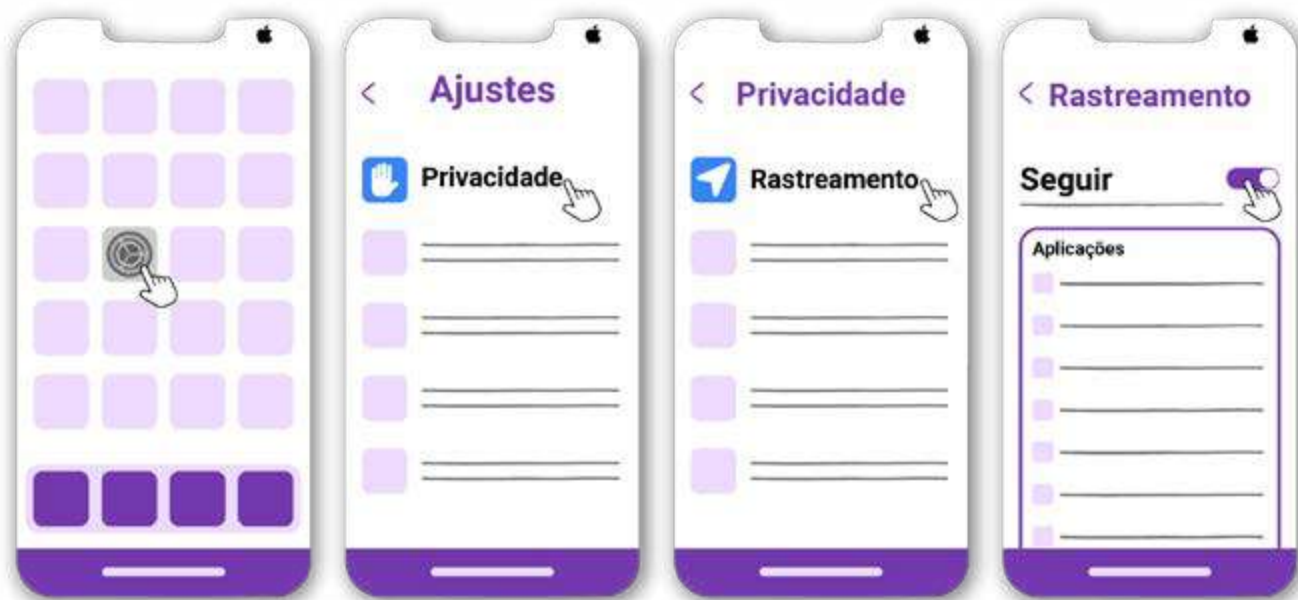 Ajustes
Privacidade
Privacidade
Rastreamento
Rastreamento
Seguir
Aplicações